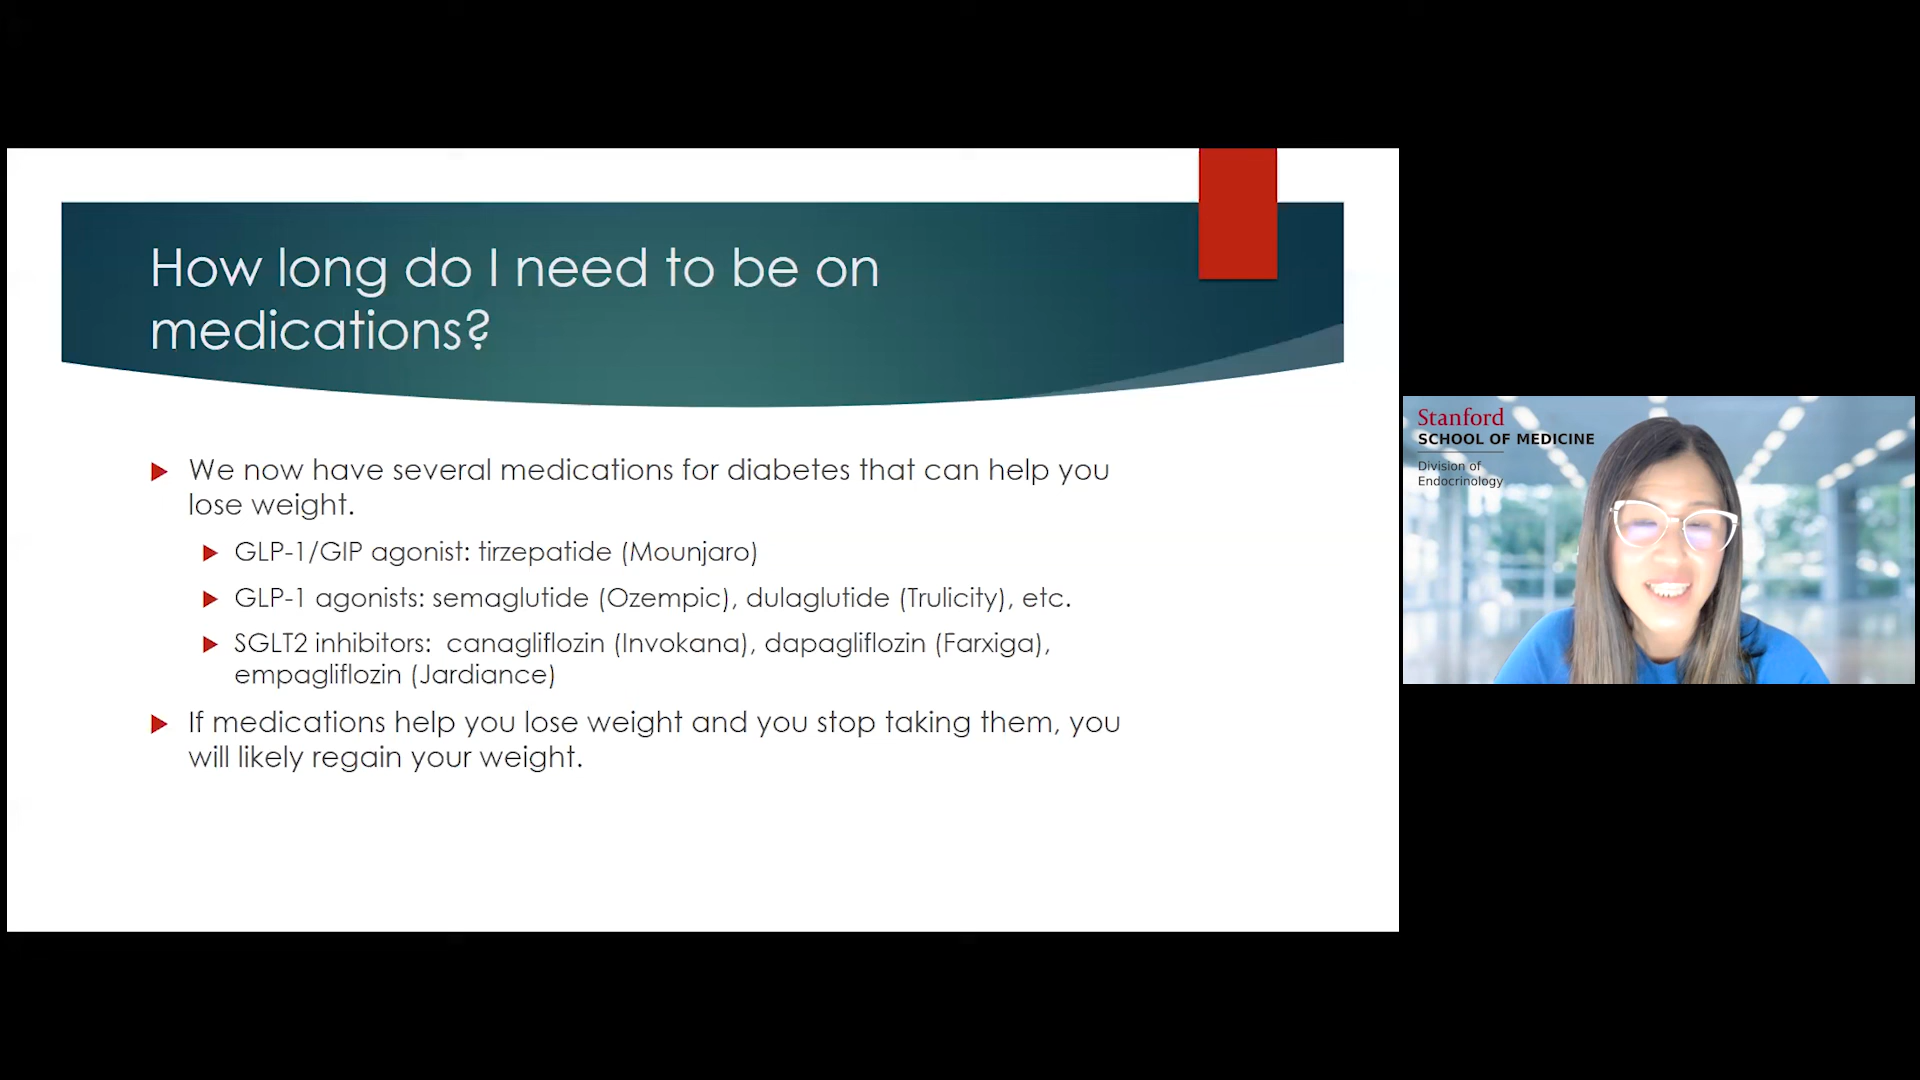 How long do I need to be on
medications?
We now have several medications for diabetes that can help you
lose weight.
GLP-1/GIP agonist: tirzepatide (Mounjaro)
GLP-1 agonists: semaglutide (Ozempic), dulaglutide (Trulicity), etc.
SGLT2 inhibitors: canagliflozin (Invokana), dapagliflozin (Farxiga),
empagliflozin (Jardiance)
If medications help you lose weight and you stop taking them, you
will likely regain your weight.
Stanford
SCHOOL OF MEDICINE
Division of
Endocrinology